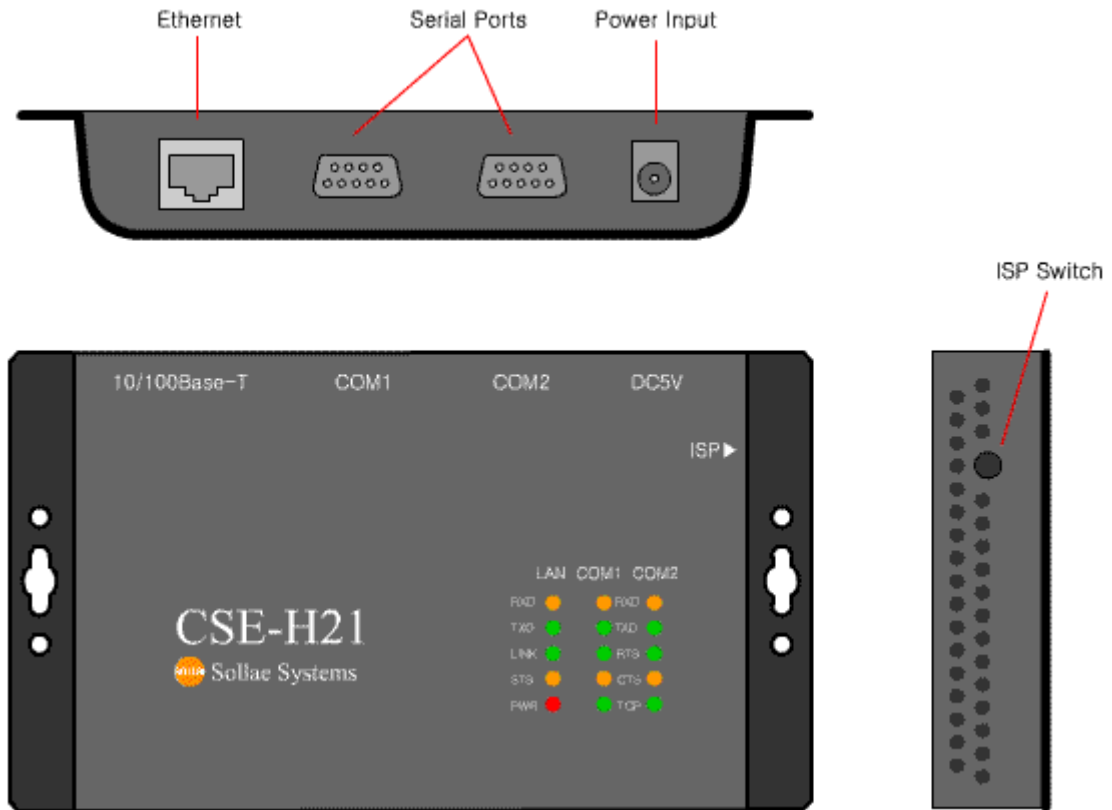 Ethernet Serial Ports Power Input
ISP Switch
10/100Base-T COM1 COM2 DC5V
ISP
LAN COM1 COM2
RXD RXD
TXD TXD
LINK RTS
STS CTS
PWR TCP
CSE-H21
Sollae Systems